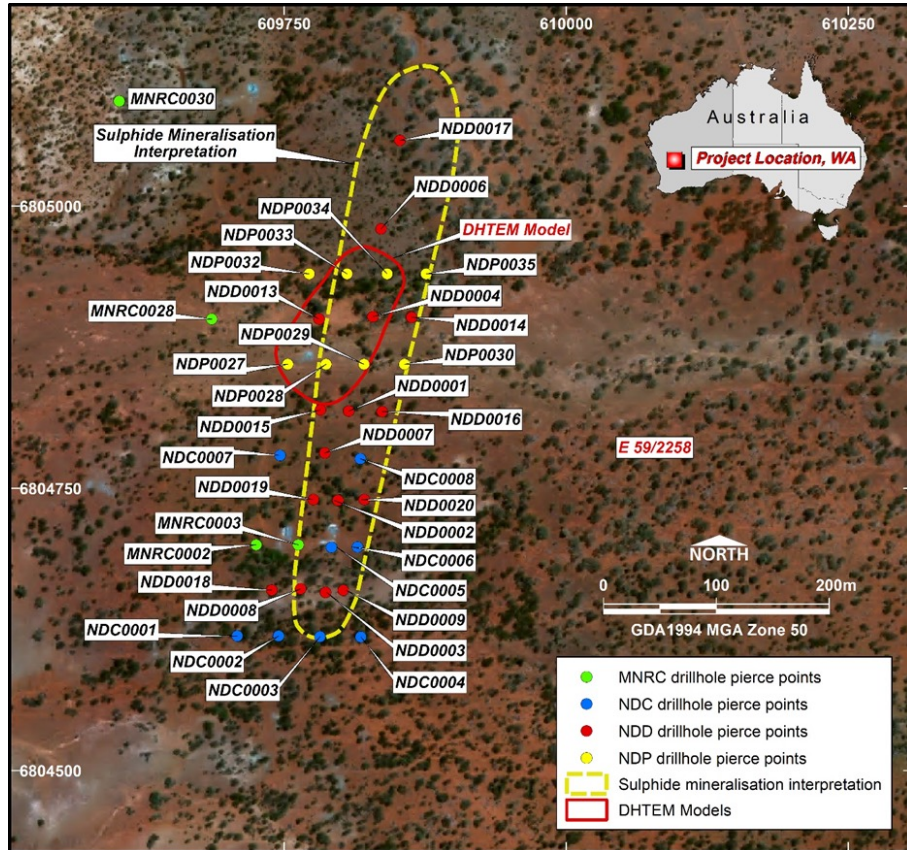 609750
610000
610250
MNRC0030
Sulphide Mineralisation
Interpretation
NDD0017
Australia
Project Location, WA
6805000
NDD0006
NDP0034
NDP0033
DHTEM Model
NDP0032
NDP0035
NDD0013
NDD0004
MNRC0028
NDD0014
NDP0029
NDP0027
NDP0030
NDP0028
NDD0001
NDD0015
NDD0016
NDD0007
NDC0007
E 59/2258
NDC0008
6804750
NDD0019
NDD0020
NDD0002
MNRC0003
MNRC0002
NDC0006
NORTH
NDD0018
NDC0005
0 100 200m
NDD0008
NDD0009
GDA1994 MGA Zone 50
NDC0001
NDD0003
NDC0002
NDC0003
NDC0004
MNRC drillhole pierce points
NDC drillhole pierce points
NDD drillhole pierce points
NDP drillhole pierce points
6804500
Sulphide mineralisation interpretation
DHTEM Models